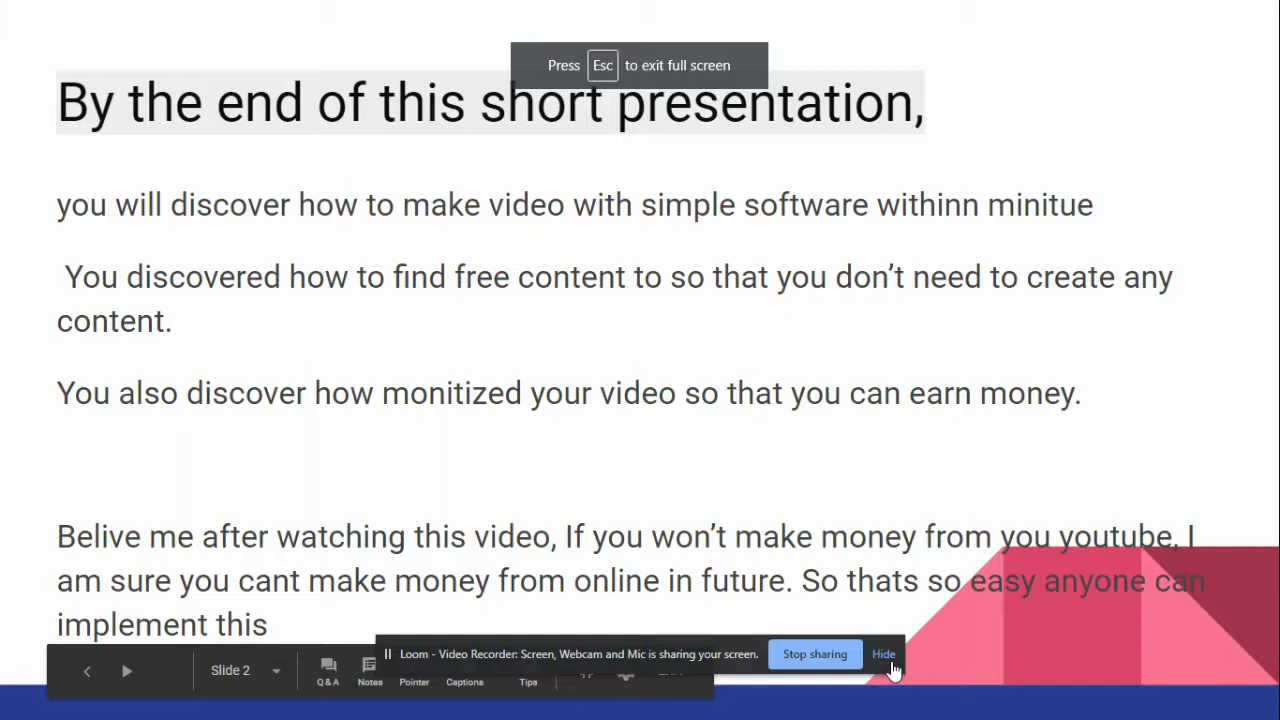 Press Esc to exit full screen
By the end of this short presentation,
you will discover how to make video with simple software withinn minitue
You discovered how to find free content to so that you don’t need to create any
content.
You also discover how monitized your video so that you can earn money.
Belive me after watching this video, If you won’t make money from you youtube, I
am sure you cant make money from online in future. So thats so easy anyone can
implement this
Loom - Video Recorder: Screen, Webcam and Mic is sharing your screen. Stop sharing Hide
Slide 2
Q & A Notes Pointer Captions Tips